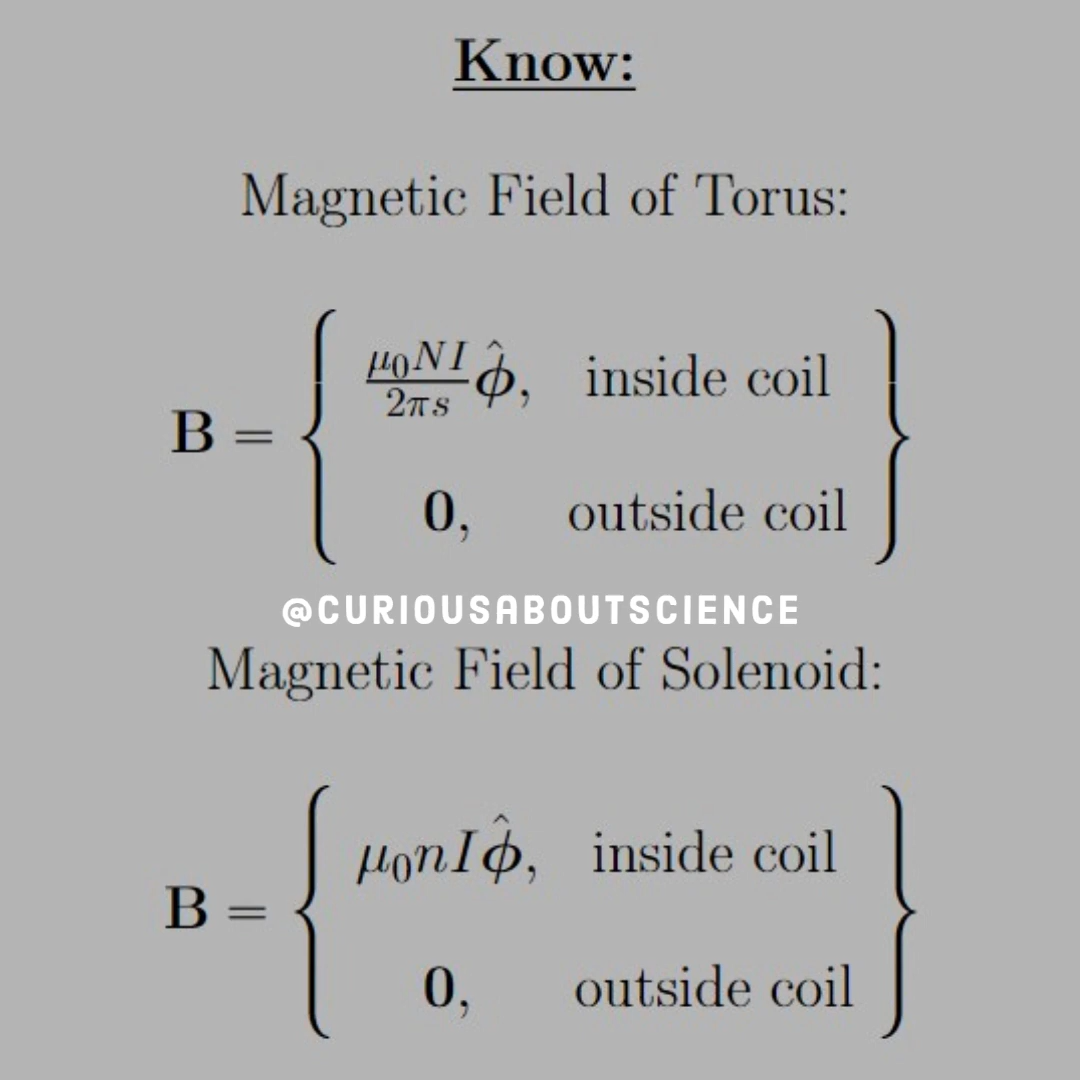 Know:
Magnetic Field of Torus:
B = { μ₀NI/2πs ϕ̂, inside coil
0, outside coil }
@CURIOUSABOUTSCIENCE
Magnetic Field of Solenoid:
B = { μ₀nIϕ̂, inside coil
0, outside coil }